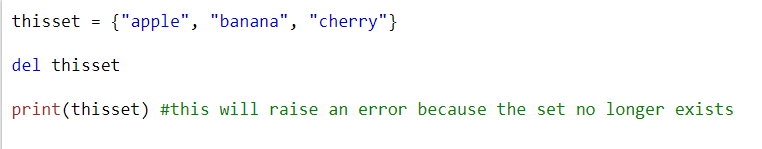 thisset = {"apple", "banana", "cherry"}
del thisset
print(thisset) #this will raise an error because the set no longer exists